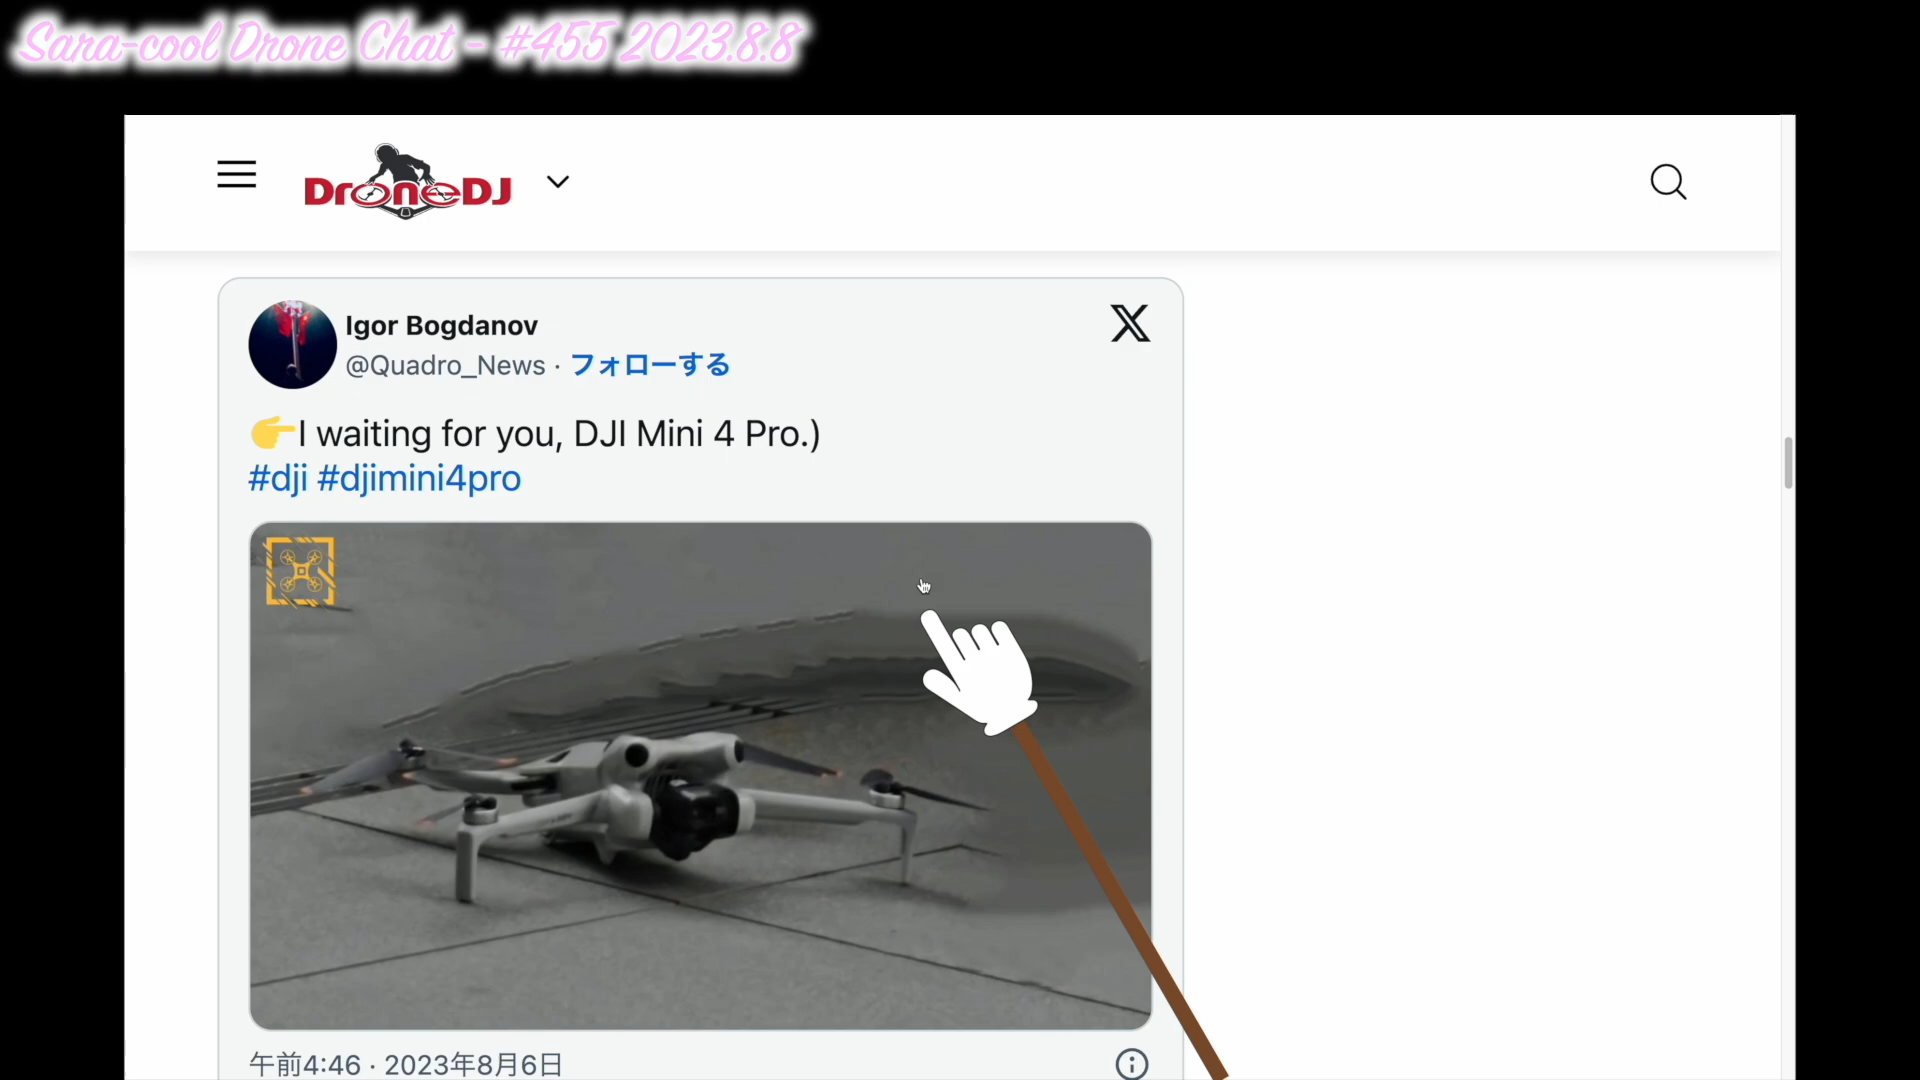 Sara-cool Drone Chat - #455 2023.8.8
DroneDJ
Igor Bogdanov
@Quadro_News · フォローする
👉I waiting for you, DJI Mini 4 Pro.)
#dji #djimini4pro
午前4:46 · 2023年8月6日